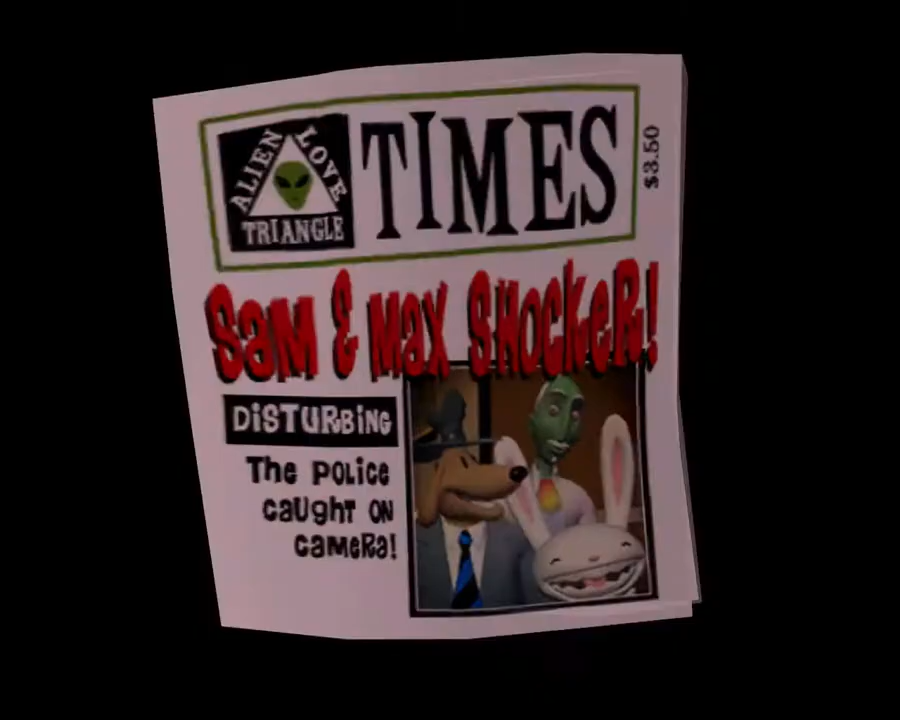 ALIEN LOVE
TRIANGLE
TIMES
$3.50
SaM & Max SHOCKER!
DiSTURBiNG
The poLice
caught on
camera!